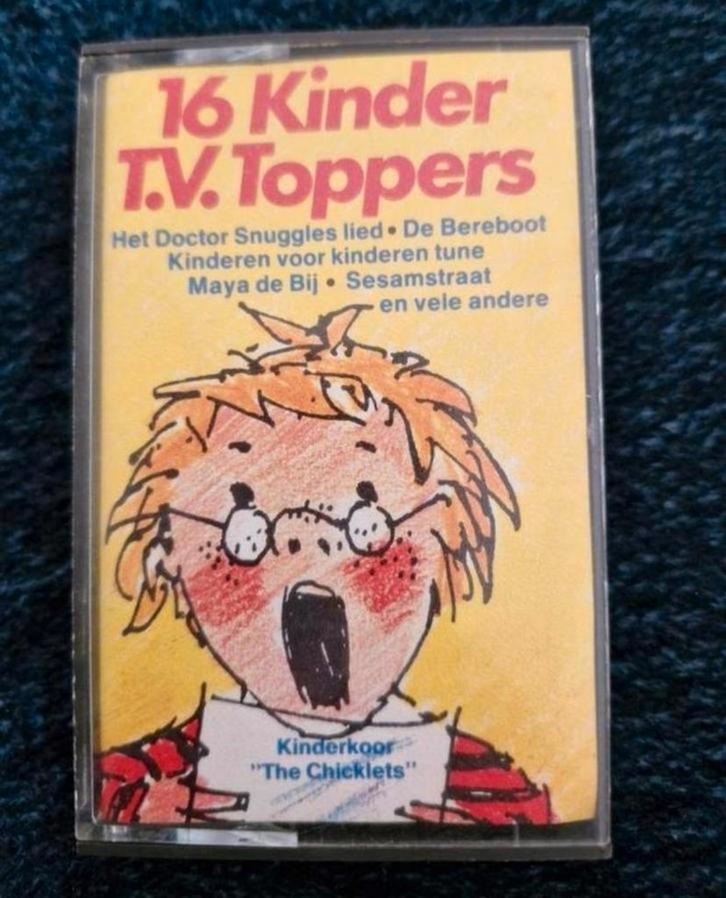 16 Kinder
T.V. Toppers
Het Doctor Snuggles lied • De Bereboot
Kinderen voor kinderen tune
Maya de Bij • Sesamstraat
en vele andere
Kinderkoor
"The Chicklets"